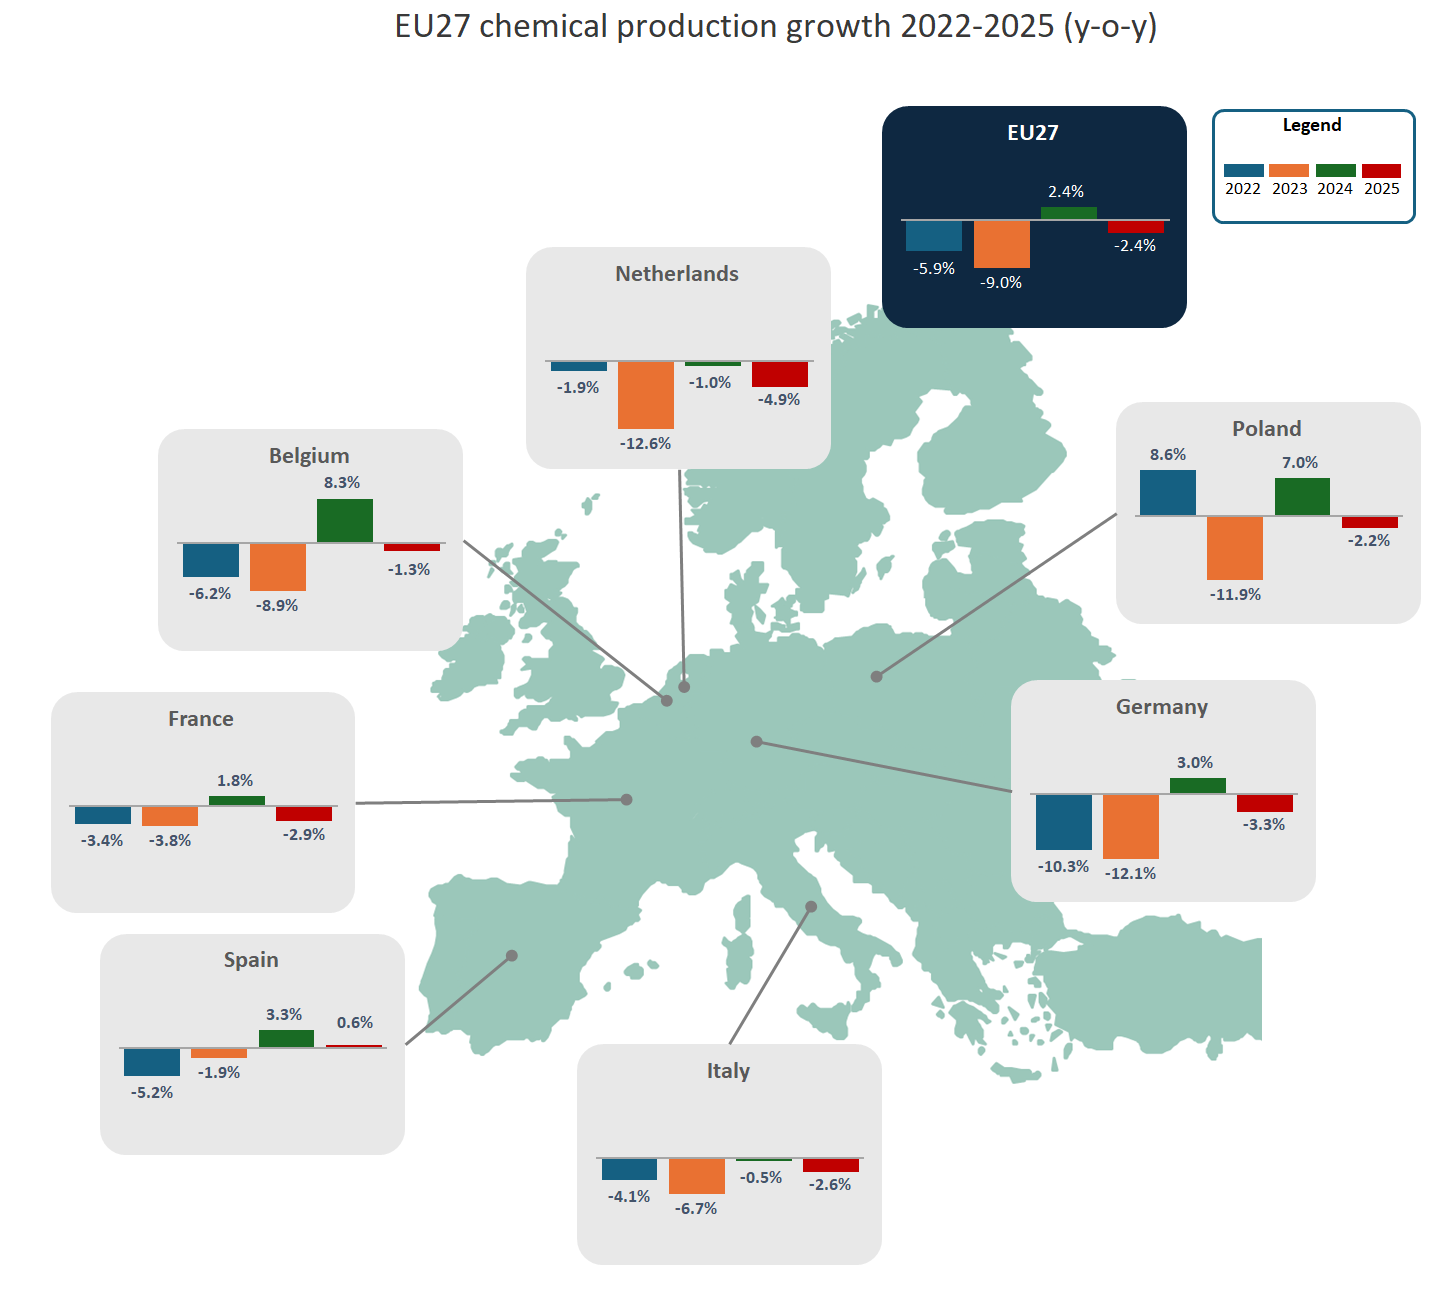 EU27 chemical production growth 2022-2025 (y-o-y)
EU27
2.4%
-5.9%
-9.0%
-2.4%
Legend
2022 2023 2024 2025
Netherlands
-1.9%
-12.6%
-1.0%
-4.9%
Belgium
8.3%
-6.2%
-8.9%
-1.3%
Poland
8.6%
7.0%
-11.9%
-2.2%
France
1.8%
-3.4%
-3.8%
-2.9%
Germany
3.0%
-10.3%
-12.1%
-3.3%
Spain
3.3%
0.6%
-5.2%
-1.9%
Italy
-4.1%
-6.7%
-0.5%
-2.6%